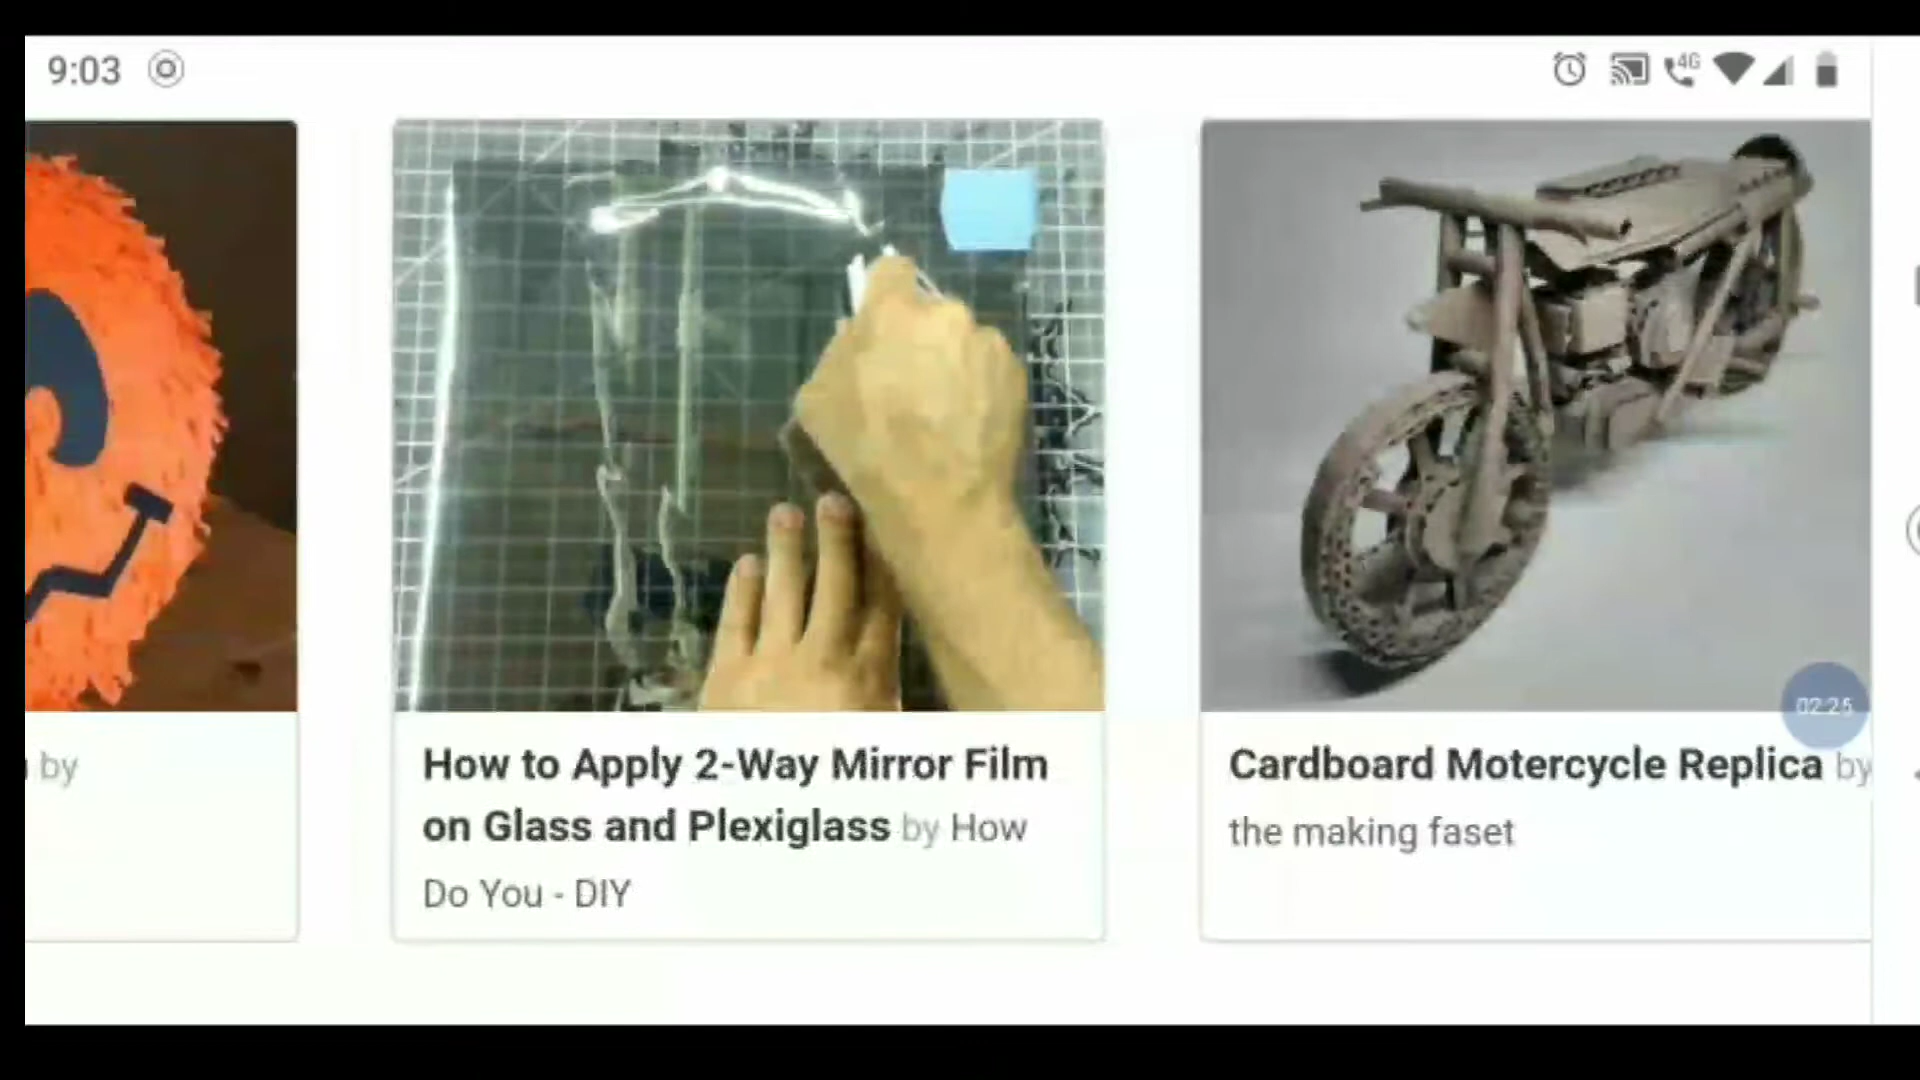 9:03
4G
by
How to Apply 2-Way Mirror Film
on Glass and Plexiglass by How
Do You - DIY
Cardboard Motercycle Replica by
the making faset
02:25